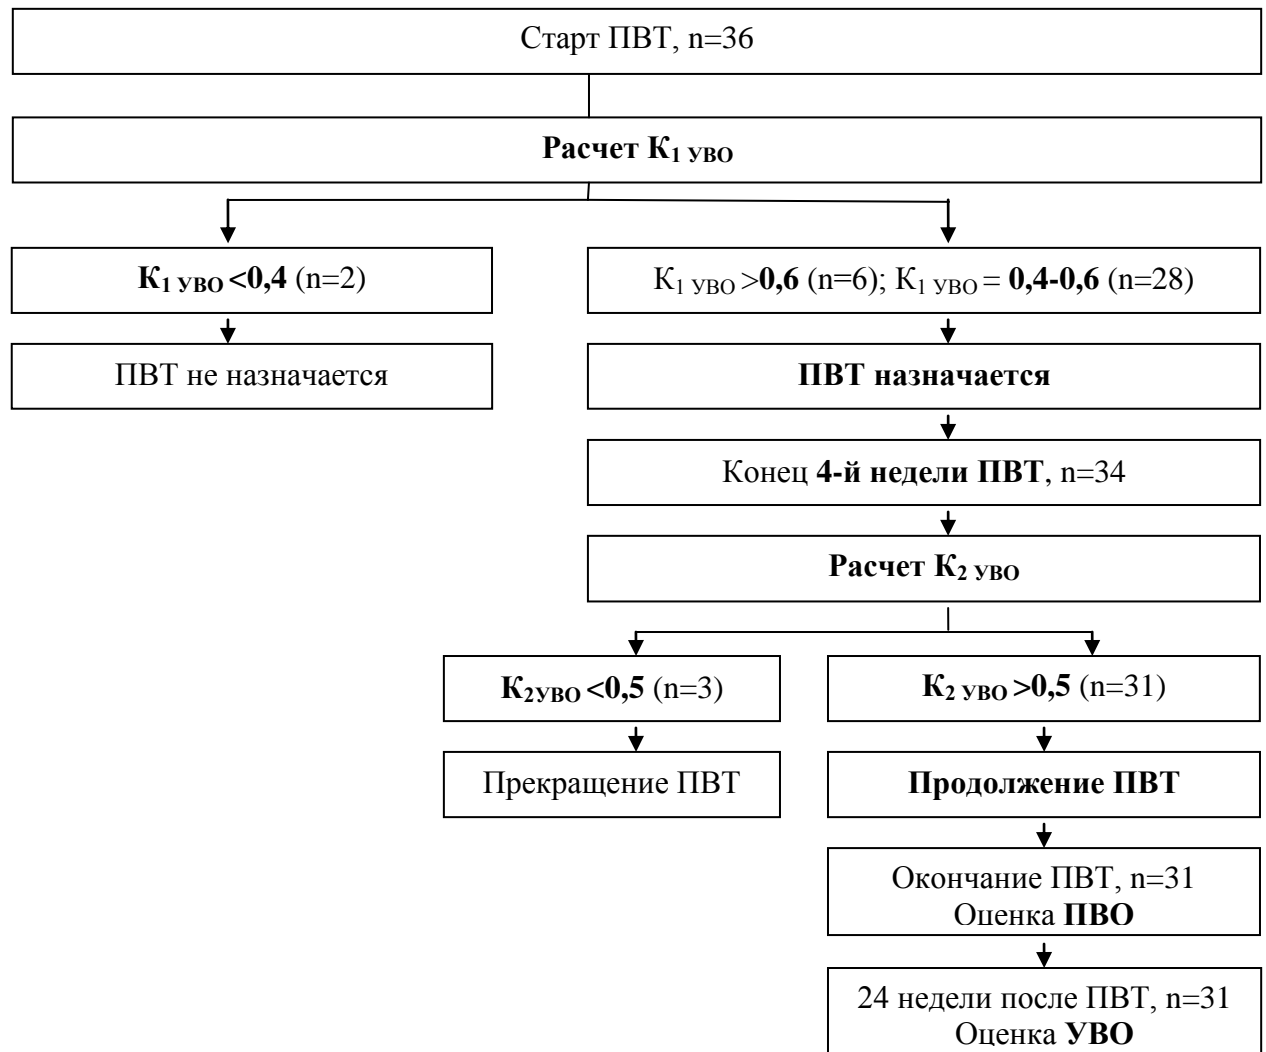 Старт ПВТ, n=36
Расчет К1 УВО
К1 УВО <0,4 (n=2)
К1 УВО >0,6 (n=6); К1 УВО = 0,4-0,6 (n=28)
ПВТ не назначается
ПВТ назначается
Конец 4-й недели ПВТ, n=34
Расчет К2 УВО
К2УВО <0,5 (n=3)
К2 УВО >0,5 (n=31)
Прекращение ПВТ
Продолжение ПВТ
Окончание ПВТ, n=31
Оценка ПВО
24 недели после ПВТ, n=31
Оценка УВО